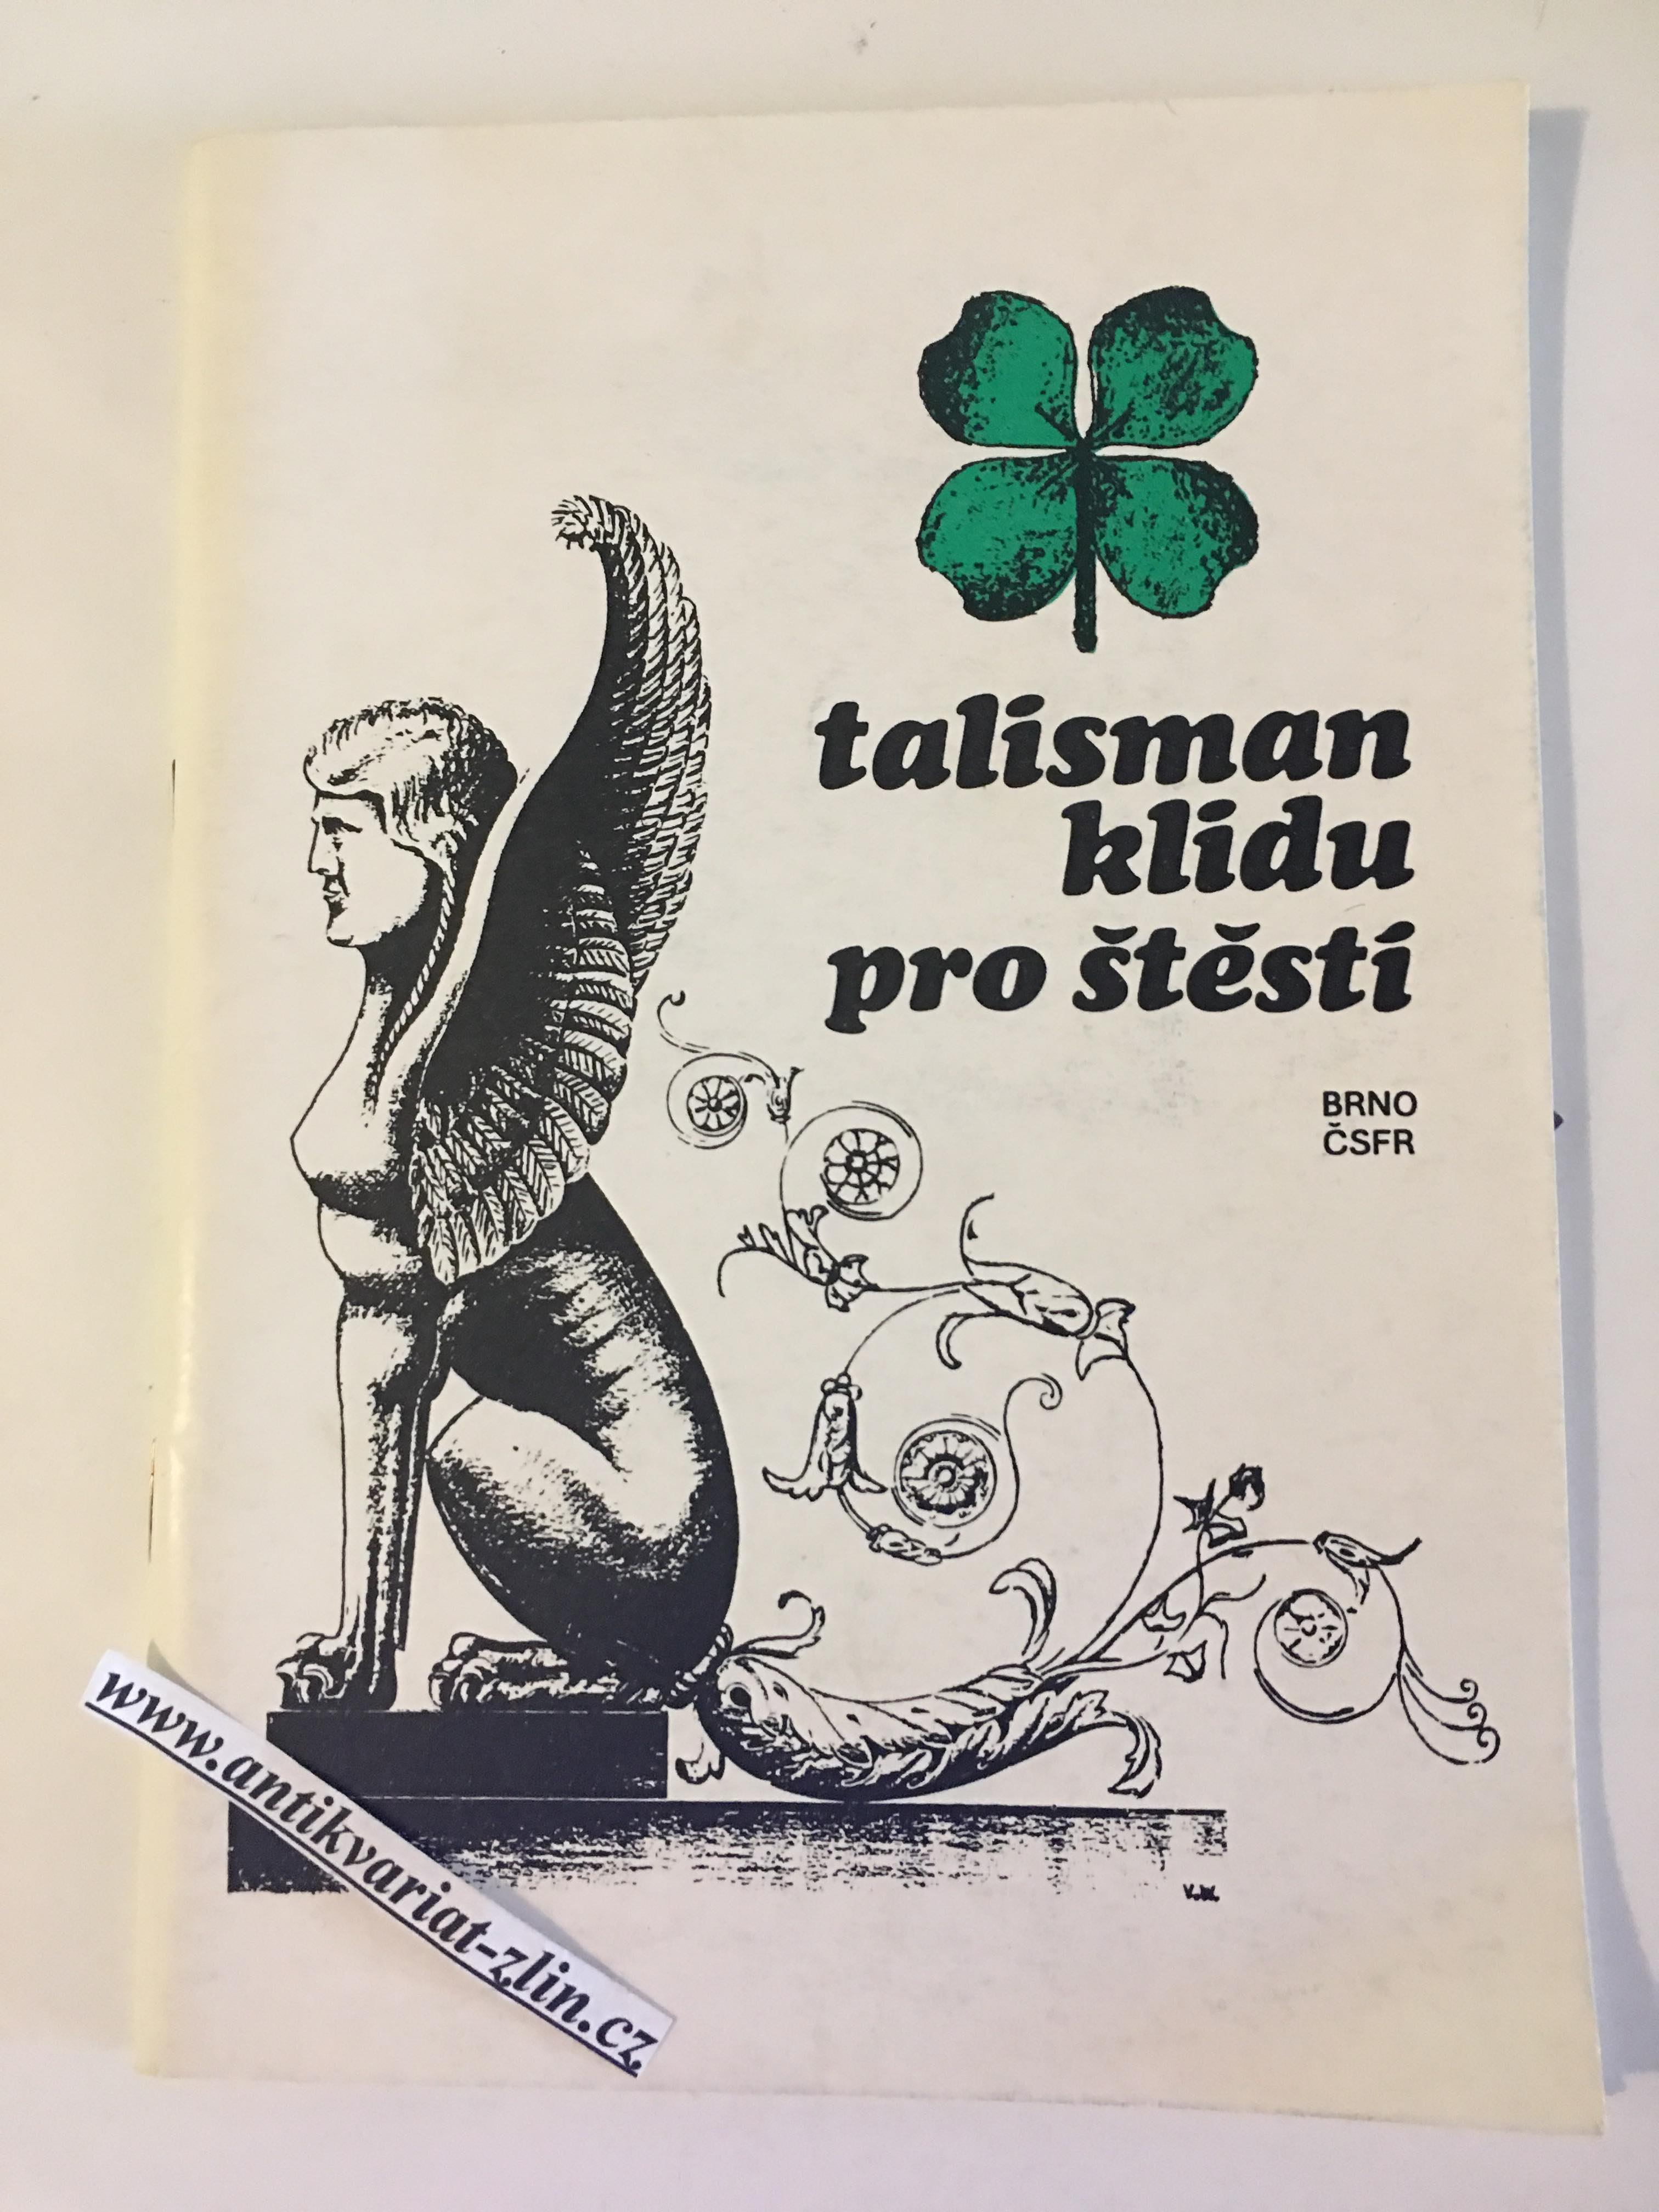 talisman
klidu
pro štěstí
BRNO
ČSFR
www.antikvariat-zlin.cz